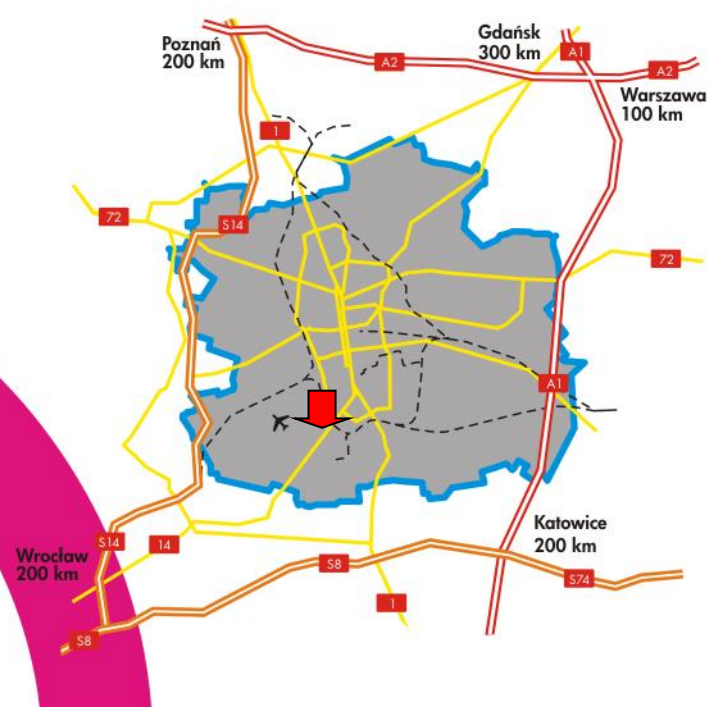 Poznań
200 km
Gdańsk
300 km
A1
A2
A2
Warszawa
100 km
1
72
S14
72
A1
Katowice
200 km
S14
14
Wrocław
200 km
S8
S74
1
S8